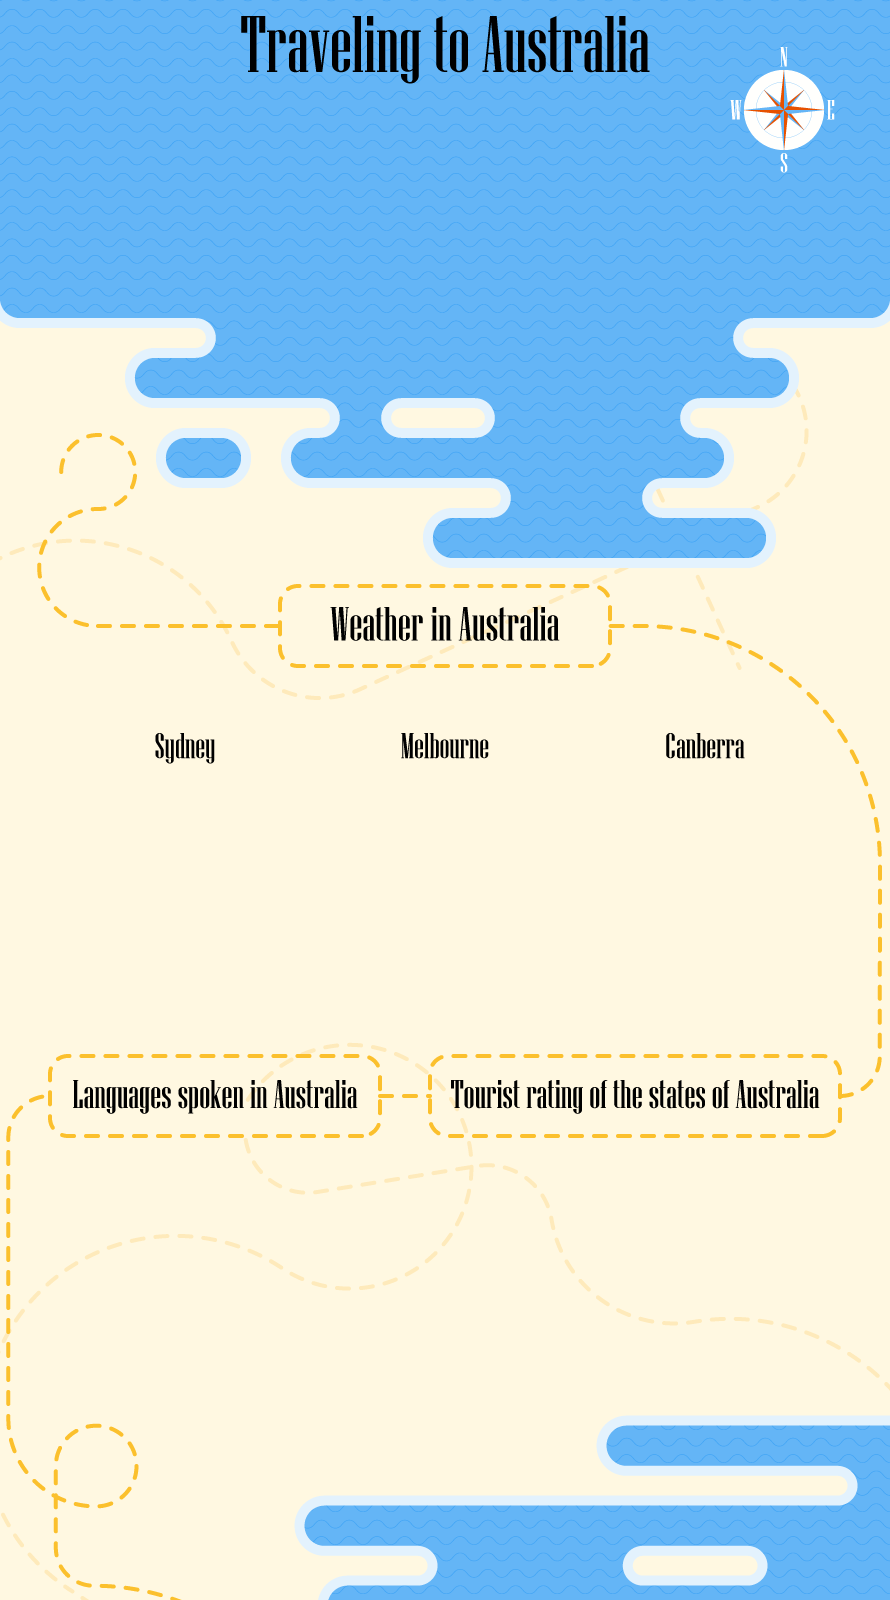 Traveling to Australia
N
W E
S
Weather in Australia
Sydney Melbourne Canberra
Languages spoken in Australia
Tourist rating of the states of Australia